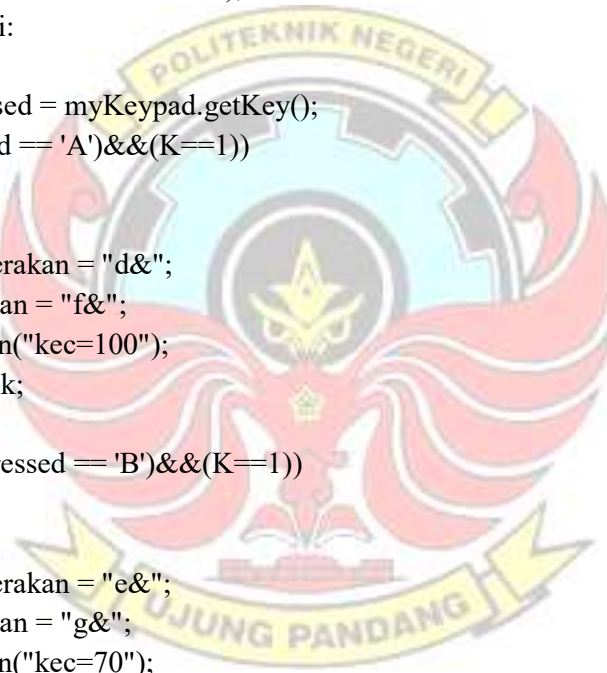 i:
sed = myKeypad.getKey();
d == 'A')&&(K==1))
erakan = "d&";
an = "f&";
n("kec=100");
k;
ressed == 'B')&&(K==1))
erakan = "e&";
an = "g&";
n("kec=70");
POLITEKNIK NEGERI
UJUNG PANDANG